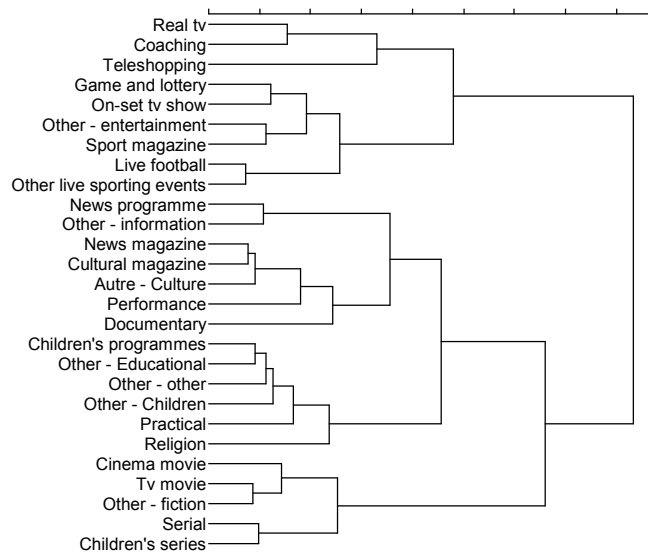 Real tv
Coaching
Teleshopping
Game and lottery
On-set tv show
Other - entertainment
Sport magazine
Live football
Other live sporting events
News programme
Other - information
News magazine
Cultural magazine
Autre - Culture
Performance
Documentary
Children's programmes
Other - Educational
Other - other
Other - Children
Practical
Religion
Cinema movie
Tv movie
Other - fiction
Serial
Children's series